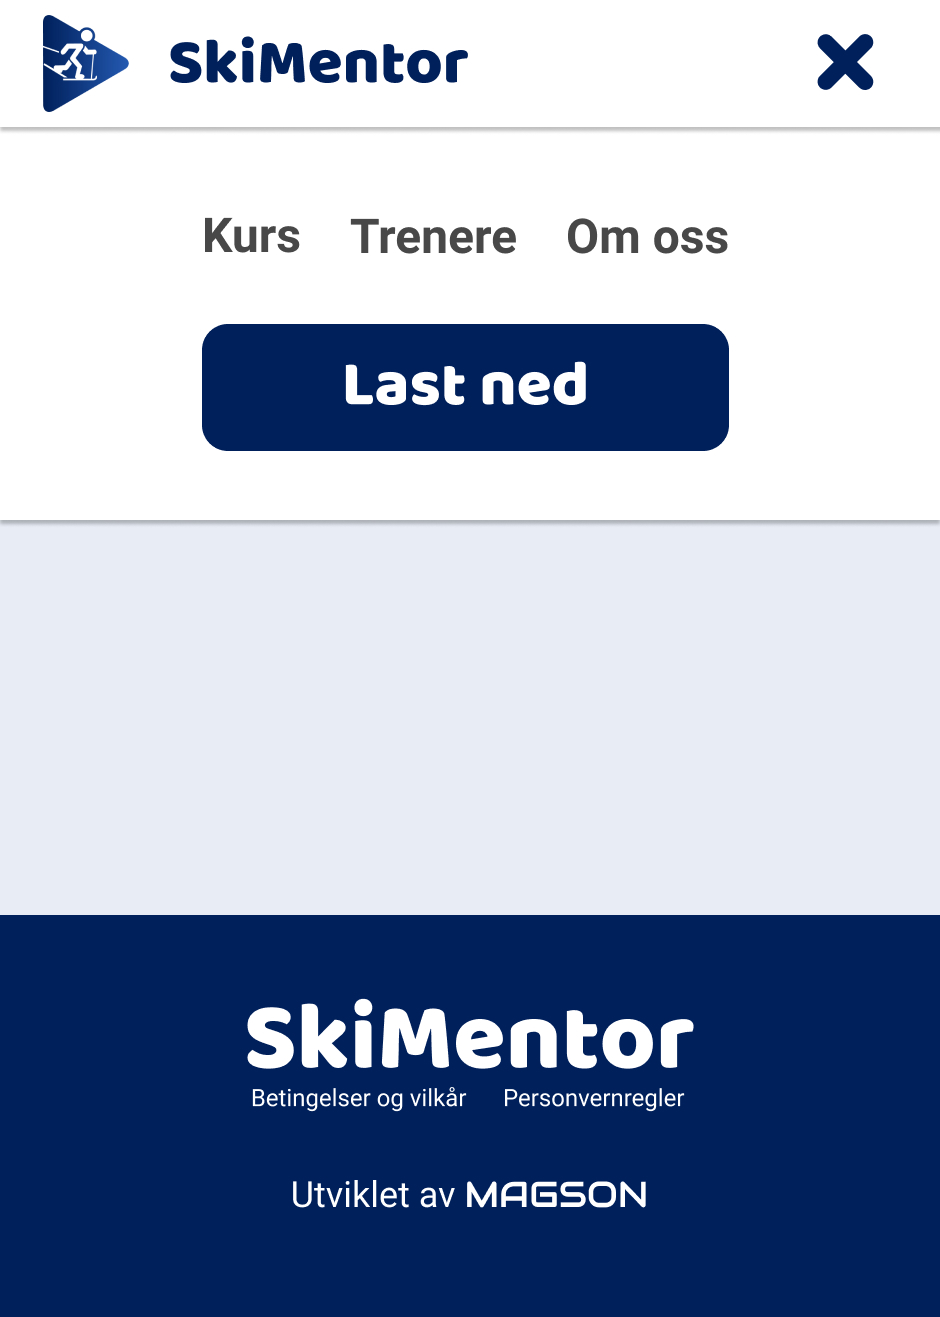 SkiMentor
Kurs Trenere Om oss
Last ned
SkiMentor
Betingelser og vilkår Personvernregler
Utviklet av MAGSON